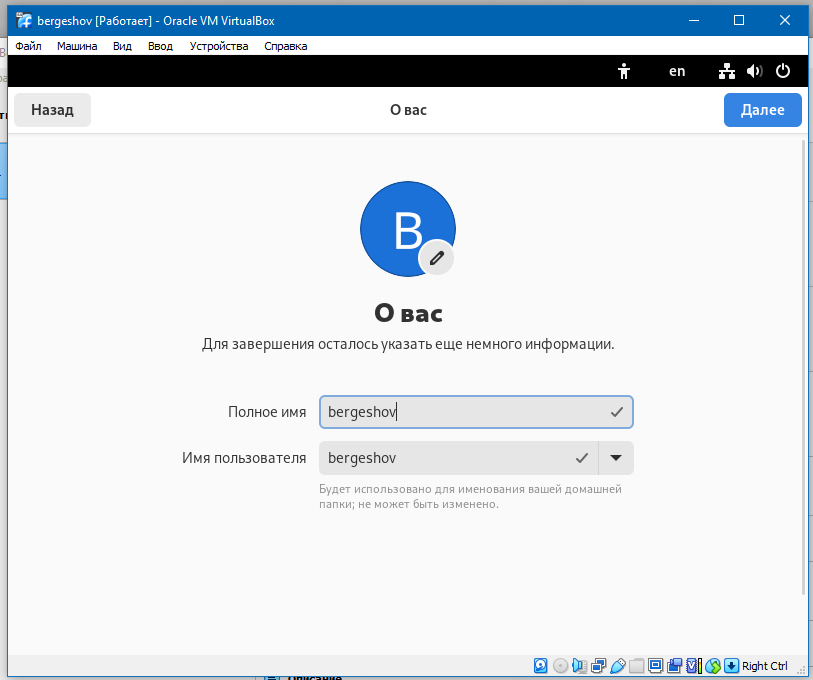 bergeshov [Работает] - Oracle VM VirtualBox
Файл Машина Вид Ввод Устройства Справка
en
Назад О вас Далее
B
О вас
Для завершения осталось указать еще немного информации.
Полное имя bergeshov
Имя пользователя bergeshov
Будет использовано для именования вашей домашней
папки; не может быть изменено.
Right Ctrl
Описание